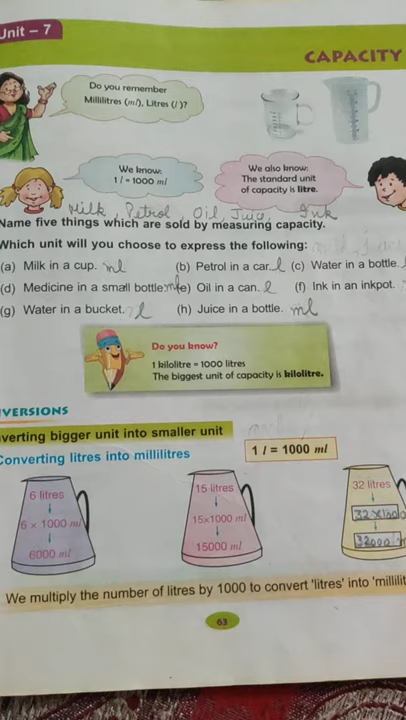 Unit – 7
CAPACITY
Do you remember
Millilitres (ml), Litres (l)?
We know:
1 l = 1000 ml
We also know:
The standard unit
of capacity is litre.
Milk, Petrol, Oil, Juice, Ink
Name five things which are sold by measuring capacity.
Which unit will you choose to express the following:
(a) Milk in a cup. ml (b) Petrol in a car. l (c) Water in a bottle.
(d) Medicine in a small bottle. ml (e) Oil in a can. l (f) Ink in an inkpot.
(g) Water in a bucket. l (h) Juice in a bottle. ml
Do you know?
1 kilolitre = 1000 litres
The biggest unit of capacity is kilolitre.
VERSIONS
verting bigger unit into smaller unit
Converting litres into millilitres
1 l = 1000 ml
6 litres
↓
6 × 1000 ml
↓
6000 ml
15 litres
↓
15×1000 ml
↓
15000 ml
32 litres
↓
32×1000
↓
32000 m
We multiply the number of litres by 1000 to convert 'litres' into 'millilit
63